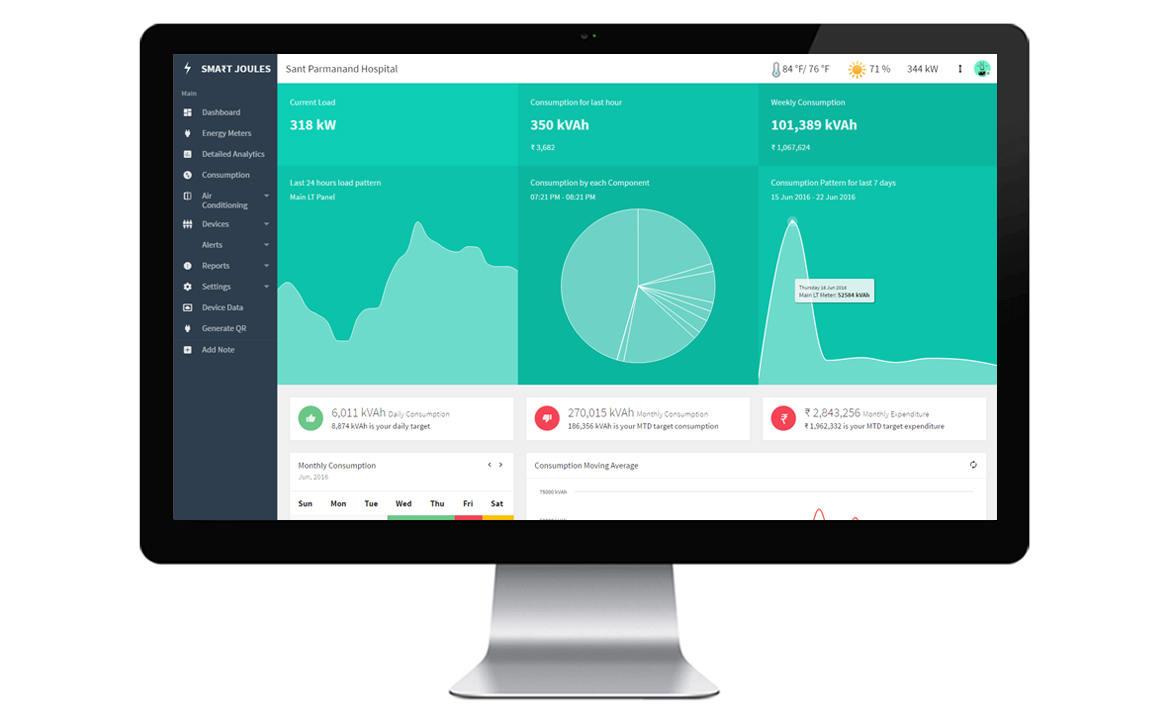 SMART JOULES
Sant Parmanand Hospital
84 °F/ 76 °F
71 %
344 kW
Main
Dashboard
Energy Meters
Detailed Analytics
Consumption
Air
Conditioning
Devices
Alerts
Reports
Settings
Device Data
Generate QR
Add Note
Current Load
318 kW
Consumption for last hour
350 kVAh
₹ 3,682
Weekly Consumption
101,389 kVAh
₹ 1,067,624
Last 24 hours load pattern
Main LT Panel
Consumption by each Component
07:21 PM - 08:21 PM
Consumption Pattern for last 7 days
15 Jun 2016 - 22 Jun 2016
Thursday 16 Jun 2016
Main LT Meter: 52584 kVAh
6,011 kVAh Daily Consumption
8,874 kVAh is your daily target
270,015 kVAh Monthly Consumption
186,356 kVAh is your MTD target consumption
₹ 2,843,256 Monthly Expenditure
₹ 1,962,332 is your MTD target expenditure
Monthly Consumption
Jun, 2016
Sun Mon Tue Wed Thu Fri Sat
Consumption Moving Average
75000 kVAh